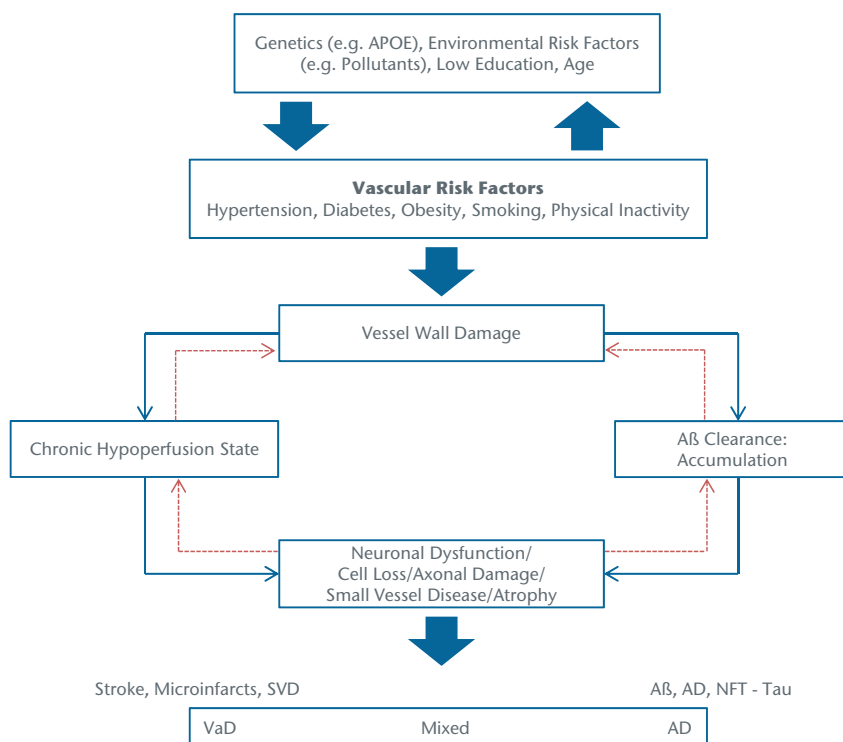 Genetics (e.g. APOE), Environmental Risk Factors
(e.g. Pollutants), Low Education, Age
Vascular Risk Factors
Hypertension, Diabetes, Obesity, Smoking, Physical Inactivity
Vessel Wall Damage
Chronic Hypoperfusion State
Aß Clearance:
Accumulation
Neuronal Dysfunction/
Cell Loss/Axonal Damage/
Small Vessel Disease/Atrophy
Stroke, Microinfarcts, SVD
Aß, AD, NFT - Tau
VaD
Mixed
AD